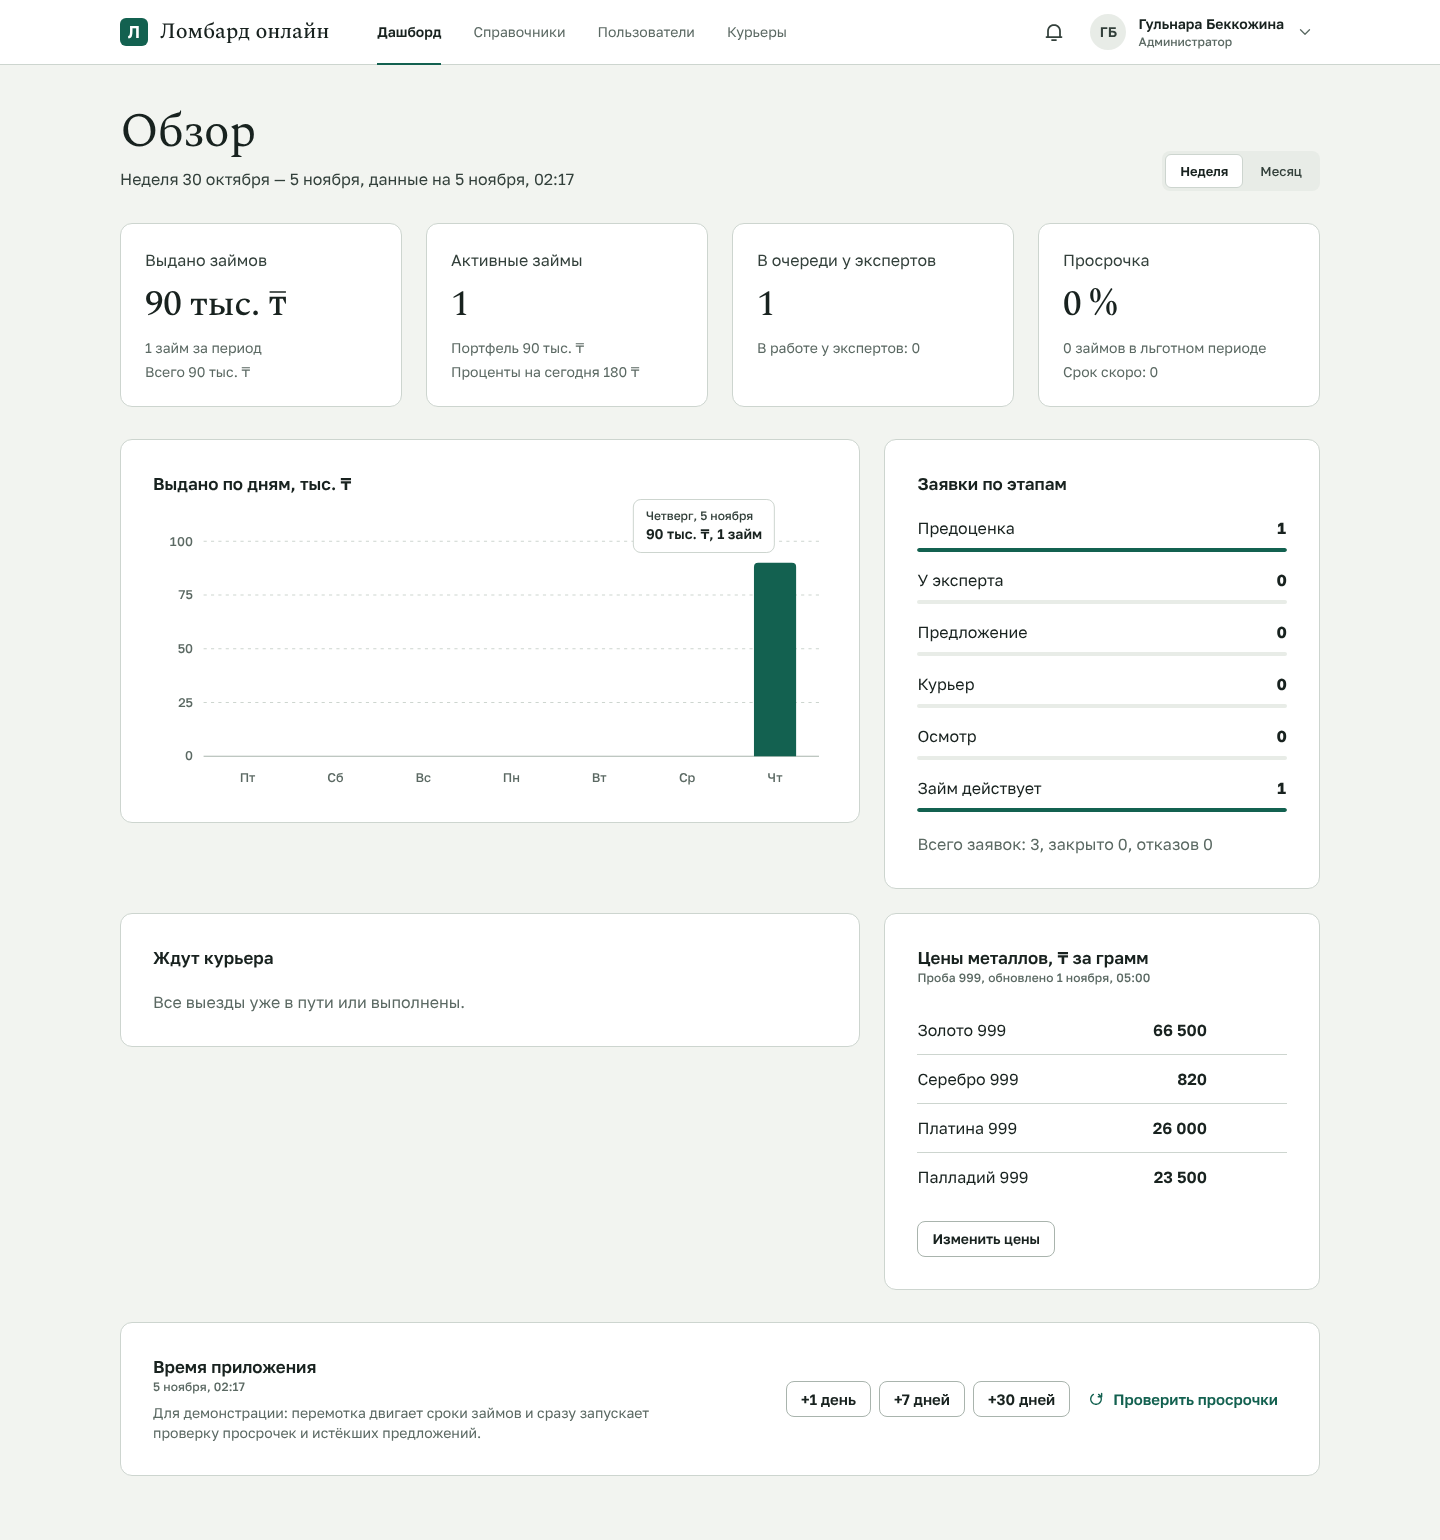 Л Ломбард онлайн
Дашборд Справочники Пользователи Курьеры
ГБ
Гульнара Беккожина
Администратор
Обзор
Неделя 30 октября — 5 ноября, данные на 5 ноября, 02:17
Неделя Месяц
Выдано займов
90 тыс. ₸
1 займ за период
Всего 90 тыс. ₸
Активные займы
1
Портфель 90 тыс. ₸
Проценты на сегодня 180 ₸
В очереди у экспертов
1
В работе у экспертов: 0
Просрочка
0 %
0 займов в льготном периоде
Срок скоро: 0
Выдано по дням, тыс. ₸
Четверг, 5 ноября
90 тыс. ₸, 1 займ
100
75
50
25
0
Пт Сб Вс Пн Вт Ср Чт
Заявки по этапам
Предоценка 1
У эксперта 0
Предложение 0
Курьер 0
Осмотр 0
Займ действует 1
Всего заявок: 3, закрыто 0, отказов 0
Ждут курьера
Все выезды уже в пути или выполнены.
Цены металлов, ₸ за грамм
Проба 999, обновлено 1 ноября, 05:00
Золото 999 66 500
Серебро 999 820
Платина 999 26 000
Палладий 999 23 500
Изменить цены
Время приложения
5 ноября, 02:17
Для демонстрации: перемотка двигает сроки займов и сразу запускает
проверку просрочек и истёкших предложений.
+1 день +7 дней +30 дней Проверить просрочки